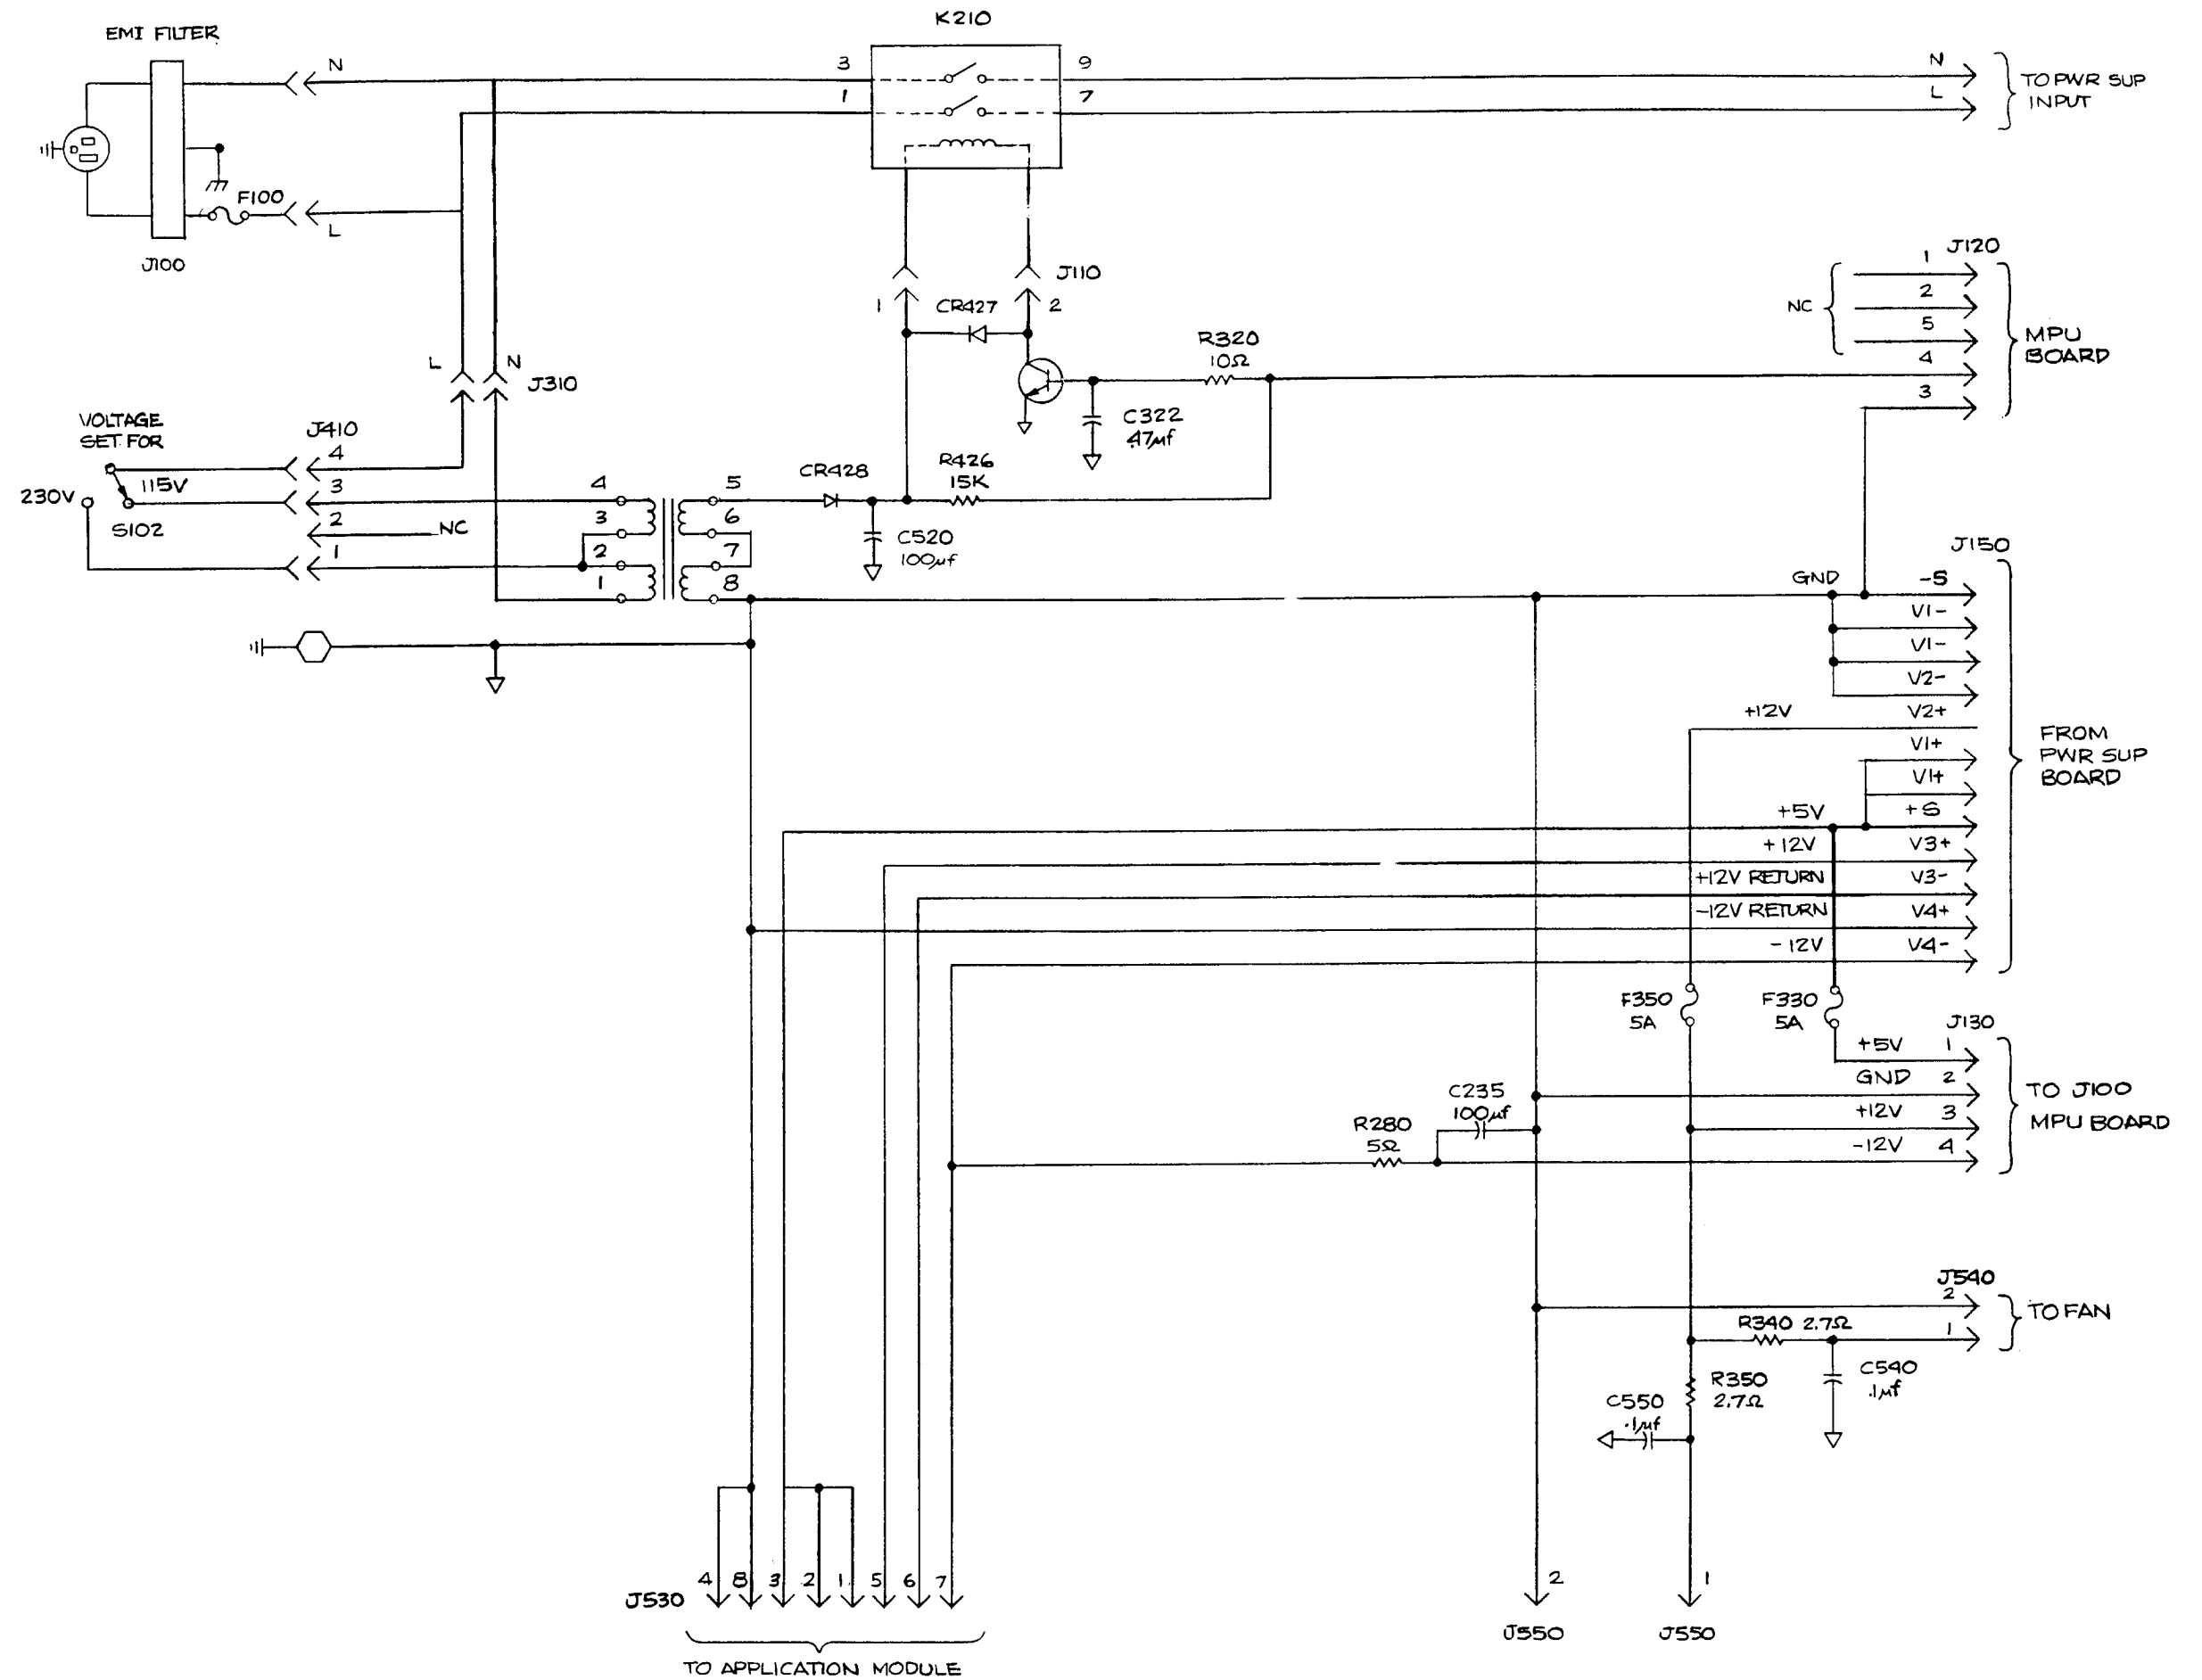 K210
EMI FILTER
N
3
9
N
1
7
L
TO PWR SUP
INPUT
F100
L
J100
J110
1
CR427
2
J120
1
2
NC
5
4
3
MPU
BOARD
R320
10Ω
L
N
J310
VOLTAGE
SET FOR
J410
4
C322
.47µf
230V
115V
3
S102
2
NC
1
4
3
2
1
5
6
7
8
CR428
R426
15K
C520
100µf
J150
GND
-S
V1-
V1-
V2-
+12V
V2+
V1+
V1+
+5V
+S
+12V
V3+
+12V RETURN
V3-
-12V RETURN
V4+
-12V
V4-
FROM
PWR SUP
BOARD
F350
5A
F330
5A
J130
+5V
1
GND
2
+12V
3
-12V
4
TO J100
MPU BOARD
C235
100µf
R280
5Ω
J540
2
R340 2.7Ω
1
TO FAN
R350
2.7Ω
C540
.1µf
C550
.1µf
J530
4
8
3
2
1
5
6
7
2
1
J550
J550
TO APPLICATION MODULE